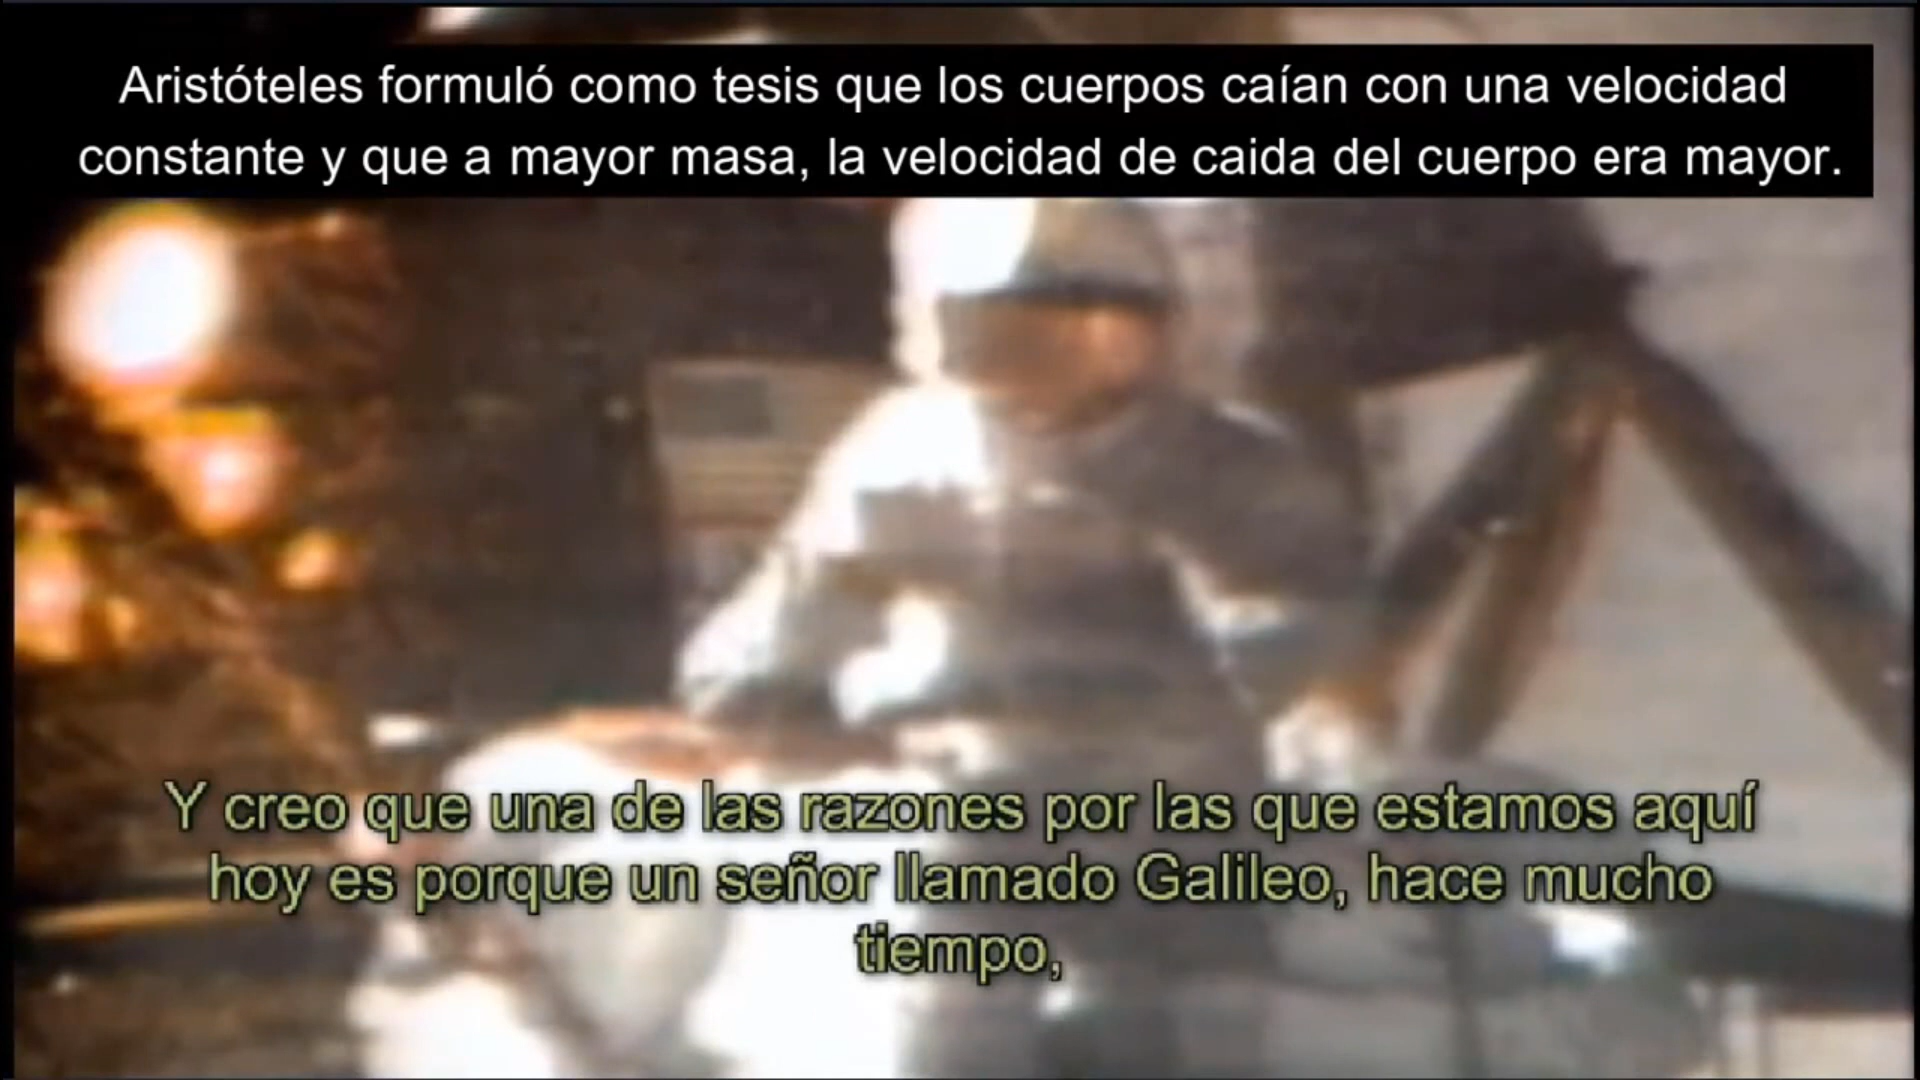 Aristóteles formuló como tesis que los cuerpos caían con una velocidad
constante y que a mayor masa, la velocidad de caida del cuerpo era mayor.
Y creo que una de las razones por las que estamos aquí
hoy es porque un señor llamado Galileo, hace mucho
tiempo,